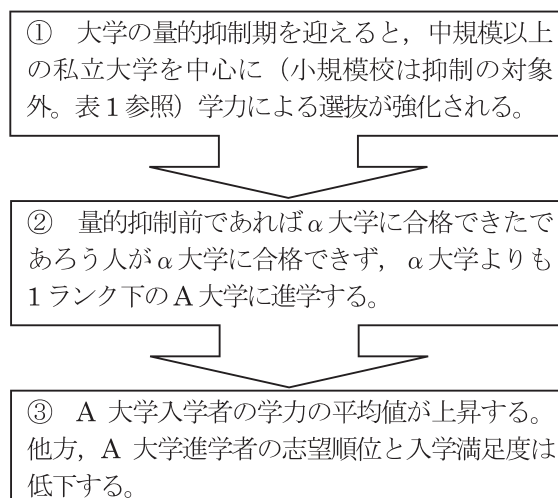 ① 大学の量的抑制期を迎えると，中規模以上
の私立大学を中心に（小規模校は抑制の対象
外。表1参照）学力による選抜が強化される。
② 量的抑制前であればα大学に合格できたで
あろう人がα大学に合格できず，α大学よりも
1ランク下のA大学に進学する。
③ A 大学入学者の学力の平均値が上昇する。
他方，A 大学進学者の志望順位と入学満足度は
低下する。